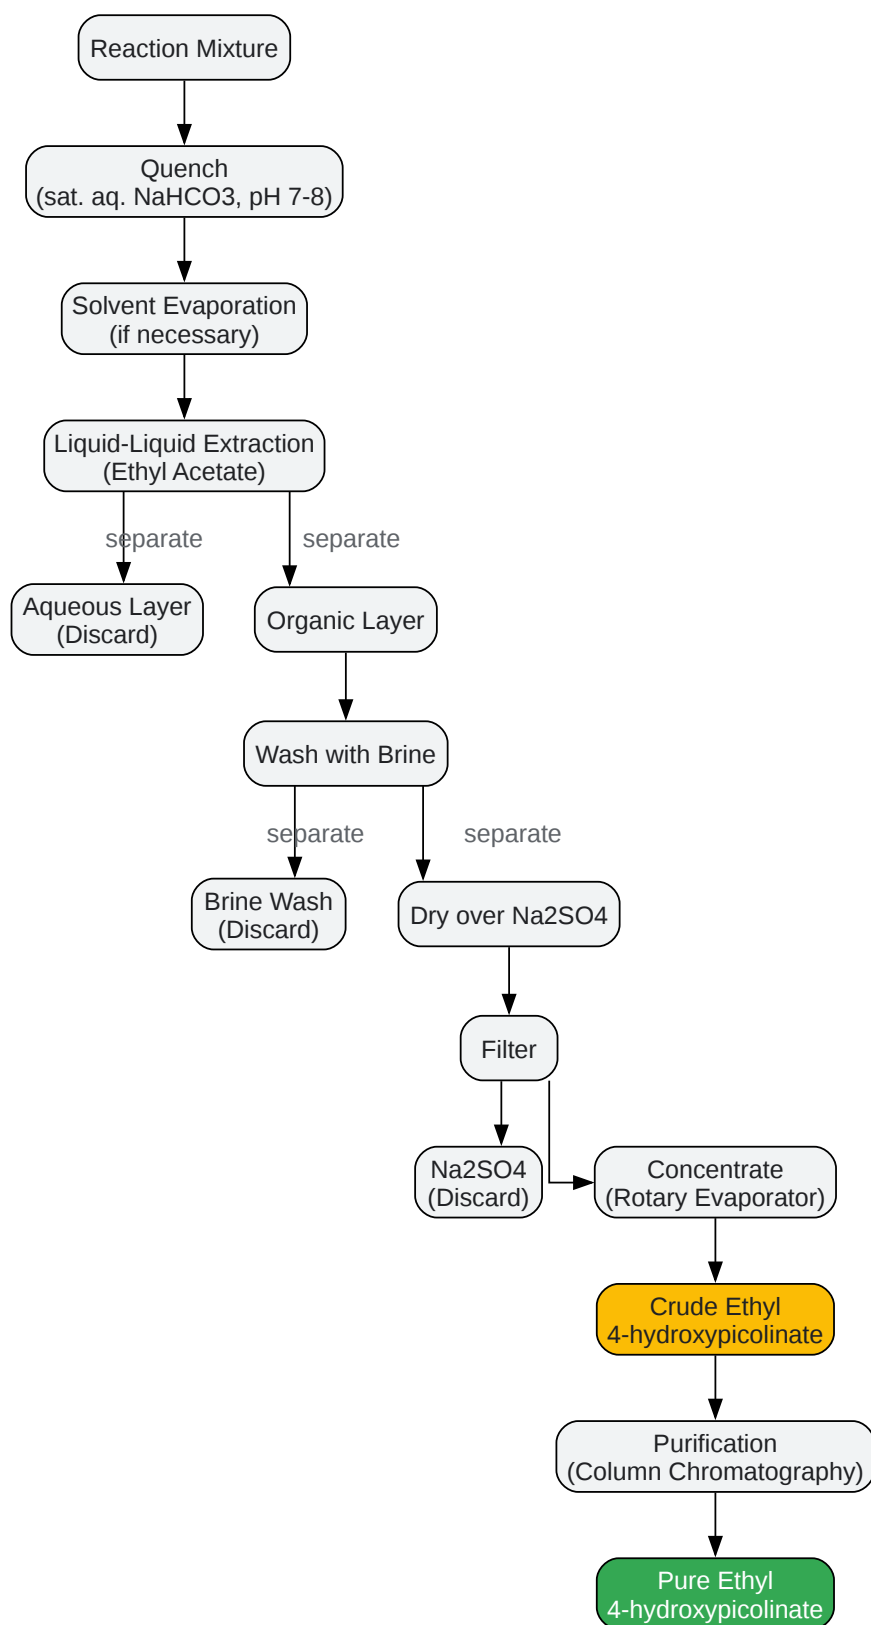 Reaction Mixture
Quench
(sat. aq. NaHCO3, pH 7-8)
Solvent Evaporation
(if necessary)
Liquid-Liquid Extraction
(Ethyl Acetate)
separate
separate
Aqueous Layer
(Discard)
Organic Layer
Wash with Brine
separate
separate
Brine Wash
(Discard)
Dry over Na2SO4
Filter
Na2SO4
(Discard)
Concentrate
(Rotary Evaporator)
Crude Ethyl
4-hydroxypicolinate
Purification
(Column Chromatography)
Pure Ethyl
4-hydroxypicolinate